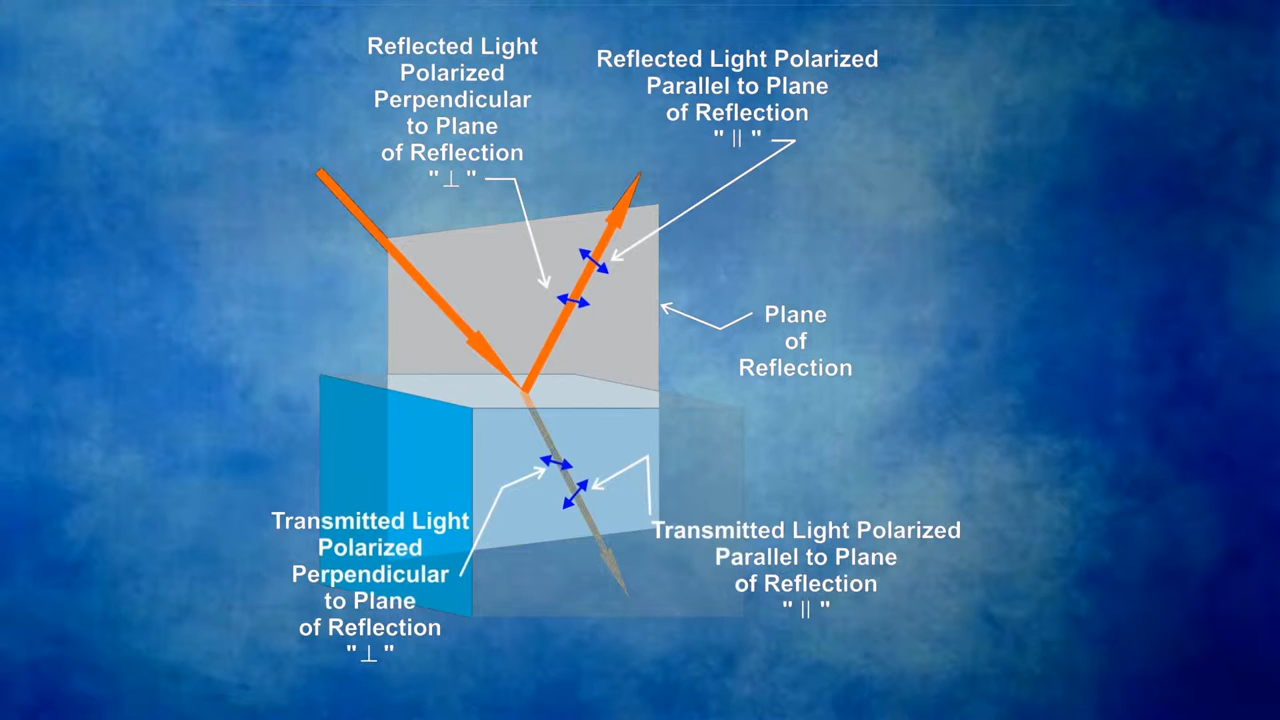 Reflected Light
Polarized
Perpendicular
to Plane
of Reflection
" ⊥ "
Reflected Light Polarized
Parallel to Plane
of Reflection
" || "
Plane
of
Reflection
Transmitted Light
Polarized
Perpendicular
to Plane
of Reflection
" ⊥ "
Transmitted Light Polarized
Parallel to Plane
of Reflection
" || "